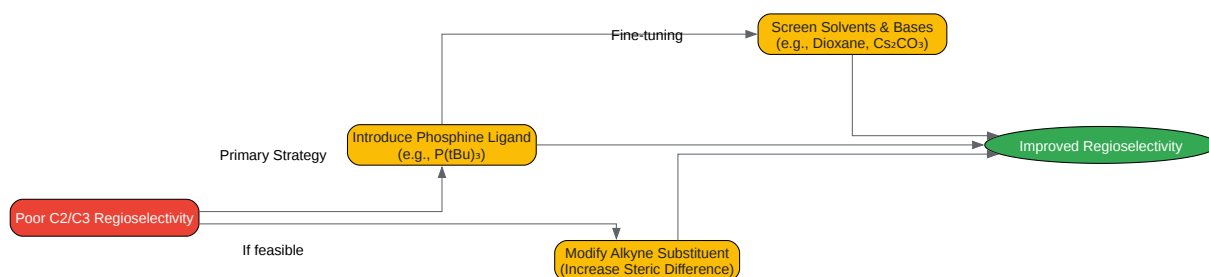 Screen Solvents & Bases
(e.g., Dioxane, Cs₂CO₃)
Fine-tuning
Introduce Phosphine Ligand
(e.g., P(tBu)₃)
Primary Strategy
Improved Regioselectivity
Poor C2/C3 Regioselectivity
If feasible
Modify Alkyne Substituent
(Increase Steric Difference)